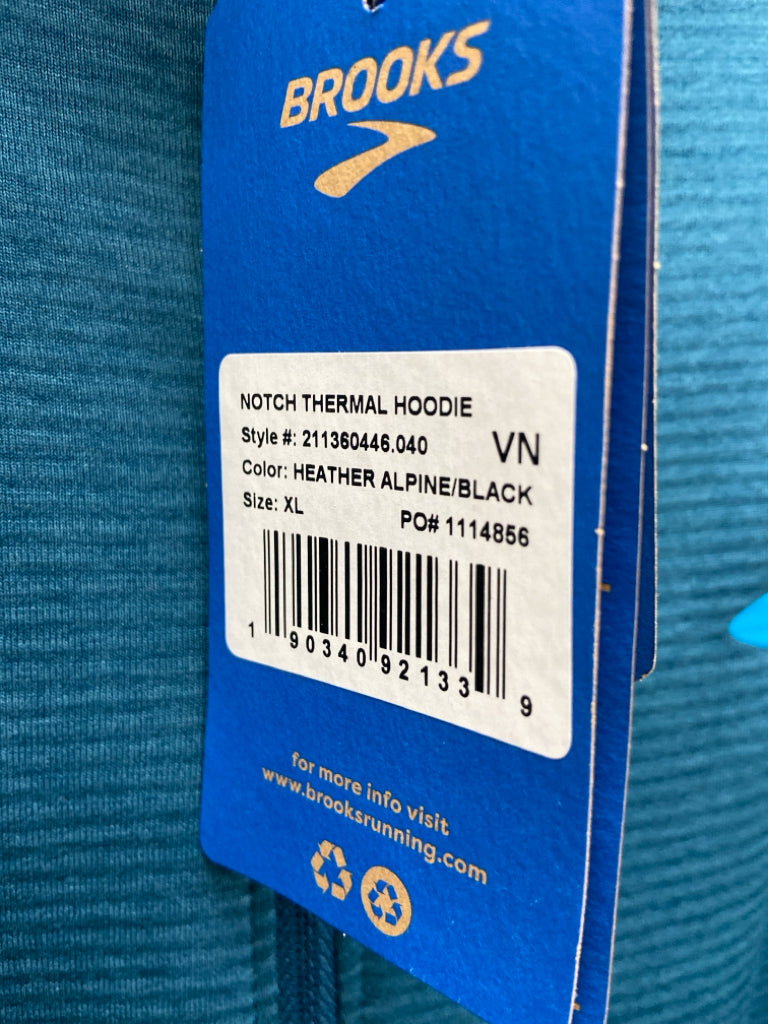 BROOKS
NOTCH THERMAL HOODIE
Style #: 211360446.040 VN
Color: HEATHER ALPINE/BLACK
Size: XL PO# 1114856
1 90340 92133 9
for more info visit
www.brooksrunning.com